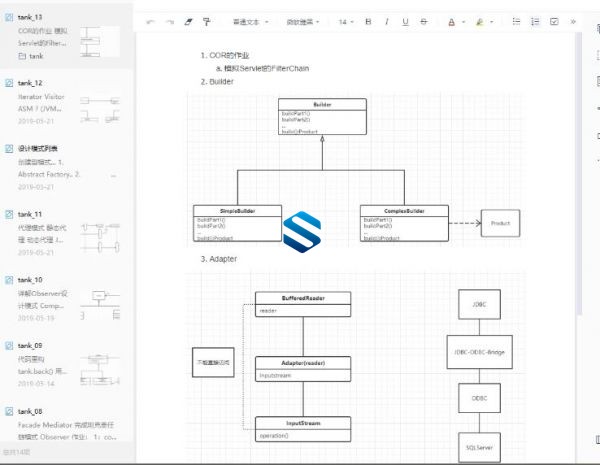 tank_13
COR的作业 模拟
Servlet的Filter...
tank
tank_12
Iterator Visitor
ASM？(JVM...
2019-05-21
设计模式列表
创建型模式... 1.
Abstract Factory.. 2.
2019-05-21
tank_11
代理模式 静态代
理 动态代理 J...
2019-05-21
tank_10
详解Observer设
计模式 Comp...
2019-05-19
tank_09
代码重构
tank.back() 用...
2019-05-14
tank_08
Facade Mediator 完成坦克责任
链模式 Observer 作业： 1：co...
总共14项
普通文本
微软雅黑
14
B
I
U
S
A
1. COR的作业
a. 模拟Servlet的FilterChain
2. Builder
Builder
buildPart1()
buildPart2()
...
build():Product
SimpleBuilder
buildPart1()
buildPart2()
...
build():Product
ComplexBuilder
buildPart1()
buildPart2()
...
build():Product
Product
3. Adapter
BufferedReader
reader
不能直接访问
Adapter(reader)
inputstream
InputStream
operation()
JDBC
JDBC-ODBC-Bridge
ODBC
SQLServer